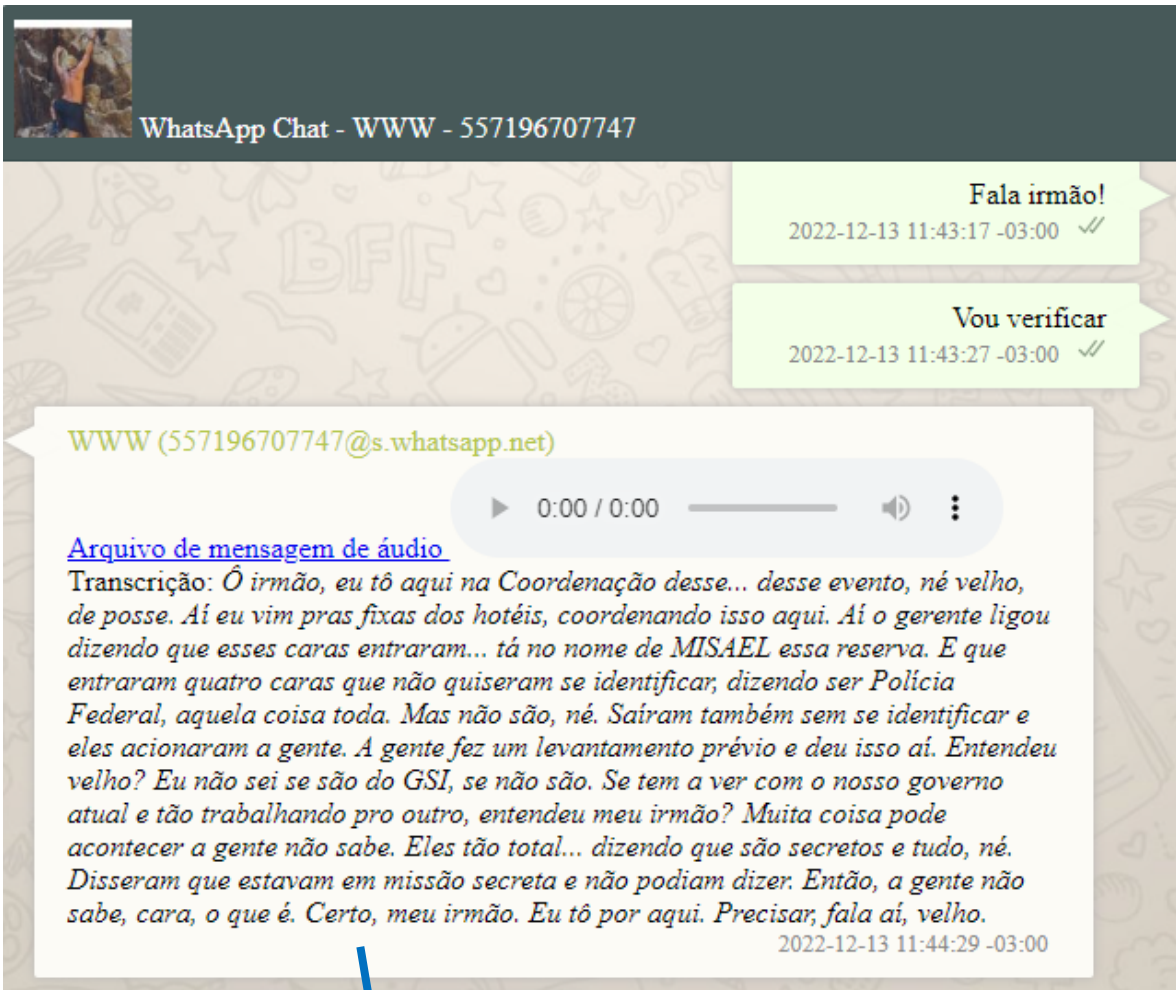 WhatsApp Chat - WWW - 557196707747
Fala irmão!
2022-12-13 11:43:17 -03:00
Vou verificar
2022-12-13 11:43:27 -03:00
WWW (557196707747@s.whatsapp.net)
0:00 / 0:00
Arquivo de mensagem de áudio
Transcrição: Ô irmão, eu tô aqui na Coordenação desse... desse evento, né velho,
de posse. Aí eu vim pras fixas dos hotéis, coordenando isso aqui. Aí o gerente ligou
dizendo que esses caras entraram... tá no nome de MISAEL essa reserva. E que
entraram quatro caras que não quiseram se identificar, dizendo ser Polícia
Federal, aquela coisa toda. Mas não são, né. Saíram também sem se identificar e
eles acionaram a gente. A gente fez um levantamento prévio e deu isso aí. Entendeu
velho? Eu não sei se são do GSI, se não são. Se tem a ver com o nosso governo
atual e tão trabalhando pro outro, entendeu meu irmão? Muita coisa pode
acontecer a gente não sabe. Eles tão total... dizendo que são secretos e tudo, né.
Disseram que estavam em missão secreta e não podiam dizer. Então, a gente não
sabe, cara, o que é. Certo, meu irmão. Eu tô por aqui. Precisar, fala aí, velho.
2022-12-13 11:44:29 -03:00
BFF